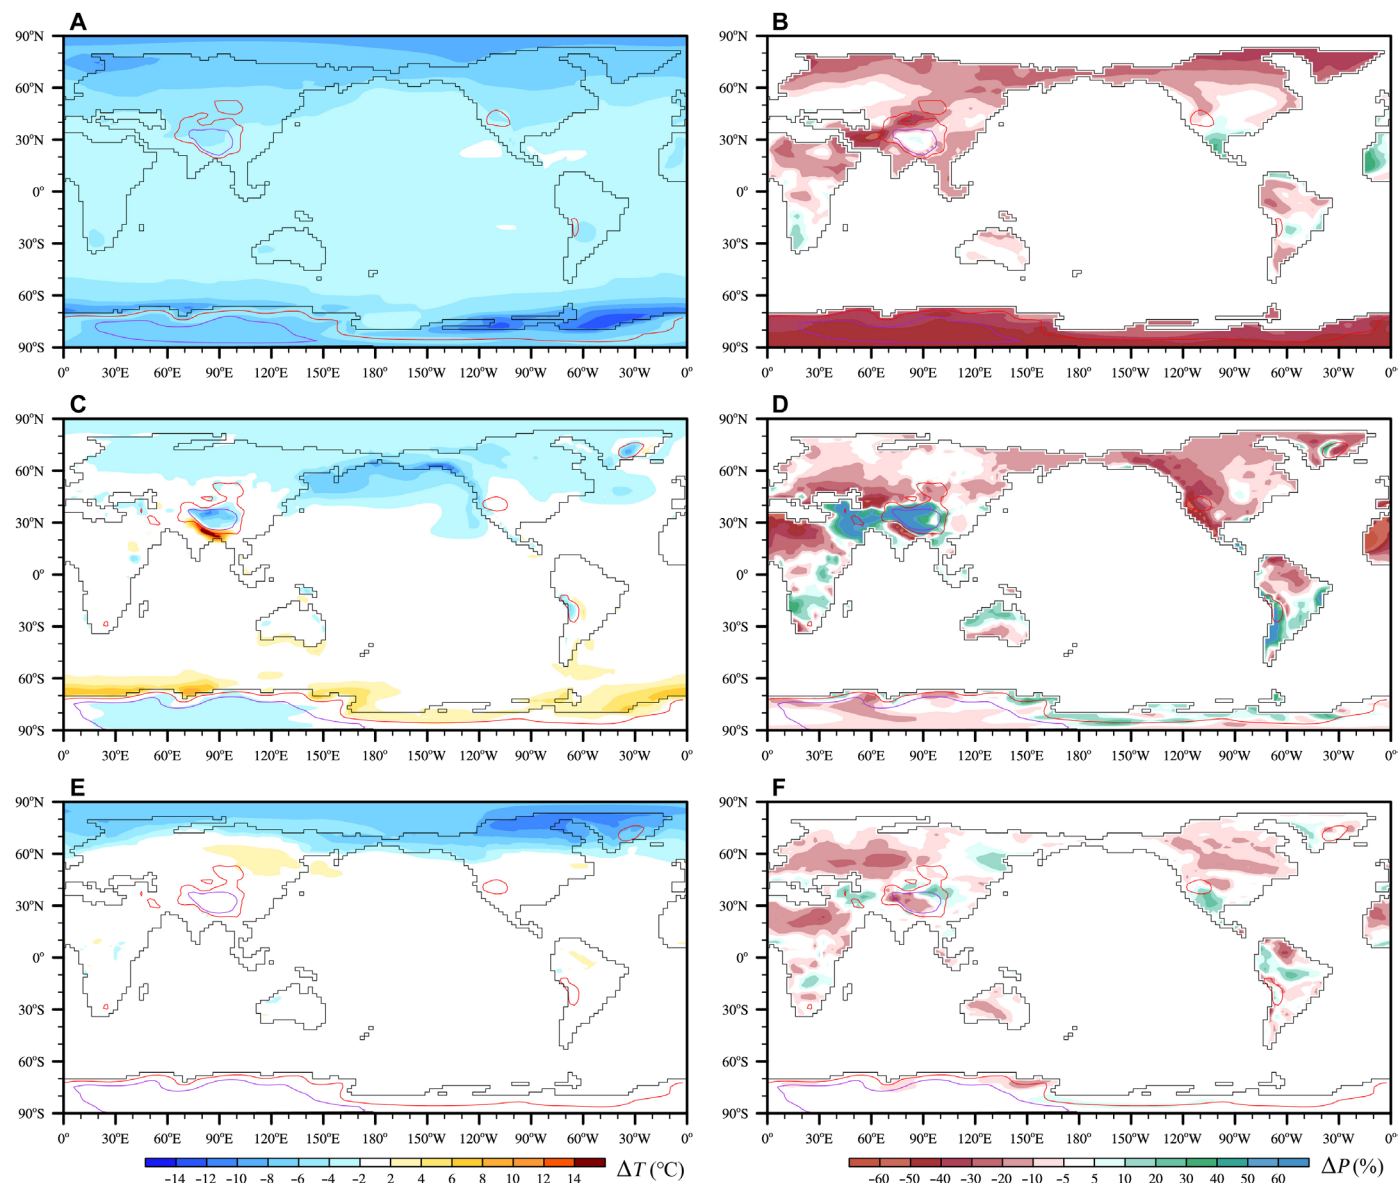 A
B
90°N 60°N 30°N 0° 30°S 60°S 90°S
0° 30°E 60°E 90°E 120°E 150°E 180° 150°W 120°W 90°W 60°W 30°W 0°
90°N 60°N 30°N 0° 30°S 60°S 90°S
0° 30°E 60°E 90°E 120°E 150°E 180° 150°W 120°W 90°W 60°W 30°W 0°
C
D
90°N 60°N 30°N 0° 30°S 60°S 90°S
0° 30°E 60°E 90°E 120°E 150°E 180° 150°W 120°W 90°W 60°W 30°W 0°
90°N 60°N 30°N 0° 30°S 60°S 90°S
0° 30°E 60°E 90°E 120°E 150°E 180° 150°W 120°W 90°W 60°W 30°W 0°
E
F
90°N 60°N 30°N 0° 30°S 60°S 90°S
0° 30°E 60°E 90°E 120°E 150°E 180° 150°W 120°W 90°W 60°W 30°W 0°
90°N 60°N 30°N 0° 30°S 60°S 90°S
0° 30°E 60°E 90°E 120°E 150°E 180° 150°W 120°W 90°W 60°W 30°W 0°
−14 −12 −10 −8 −6 −4 −2 2 4 6 8 10 12 14 ΔT (°C)
−60 −50 −40 −30 −20 −10 −5 5 10 20 30 40 50 60 ΔP (%)